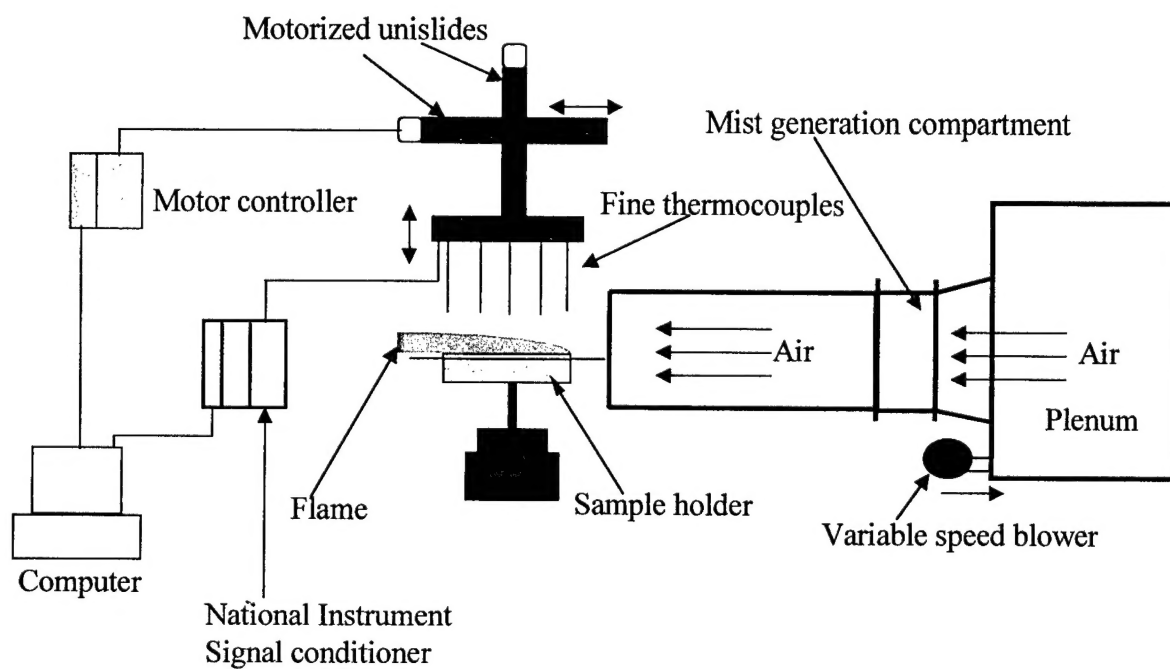 Motorized unislides
Mist generation compartment
Motor controller
Fine thermocouples
Air
Air
Plenum
Flame
Sample holder
Variable speed blower
Computer
National Instrument
Signal conditioner